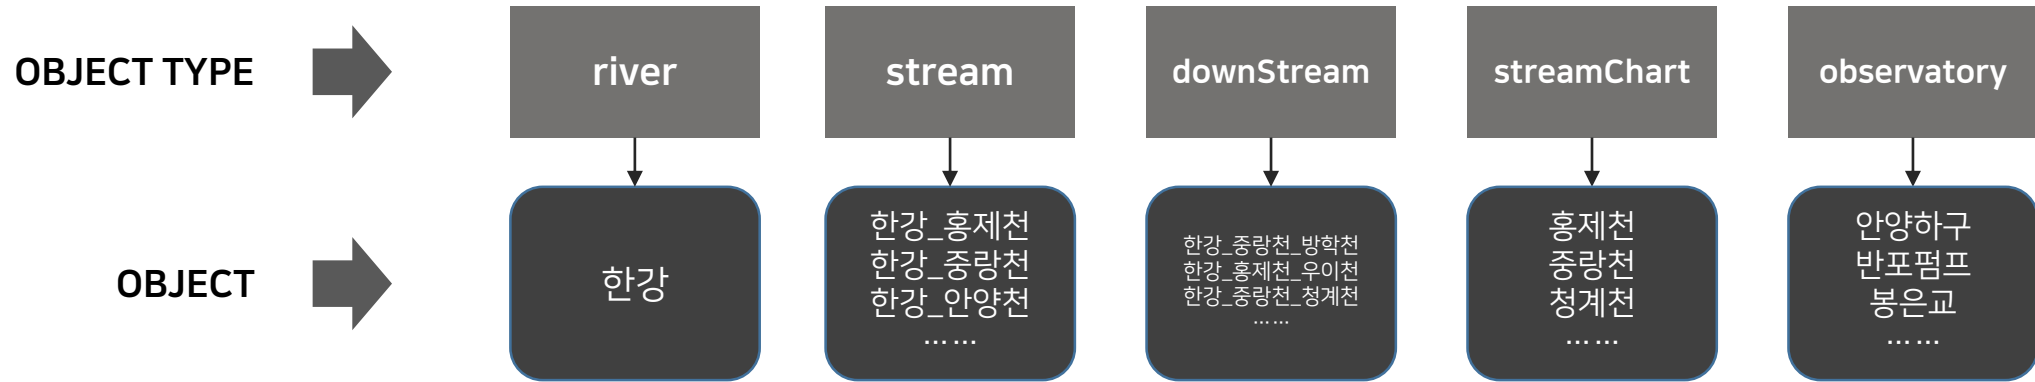 OBJECT TYPE
river
stream
downStream
streamChart
observatory
OBJECT
한강
한강_홍제천
한강_중랑천
한강_안양천
... ...
한강_중랑천_방학천
한강_홍제천_우이천
한강_중랑천_청계천
... ...
홍제천
중랑천
청계천
... ...
안양하구
반포펌프
봉은교
... ...